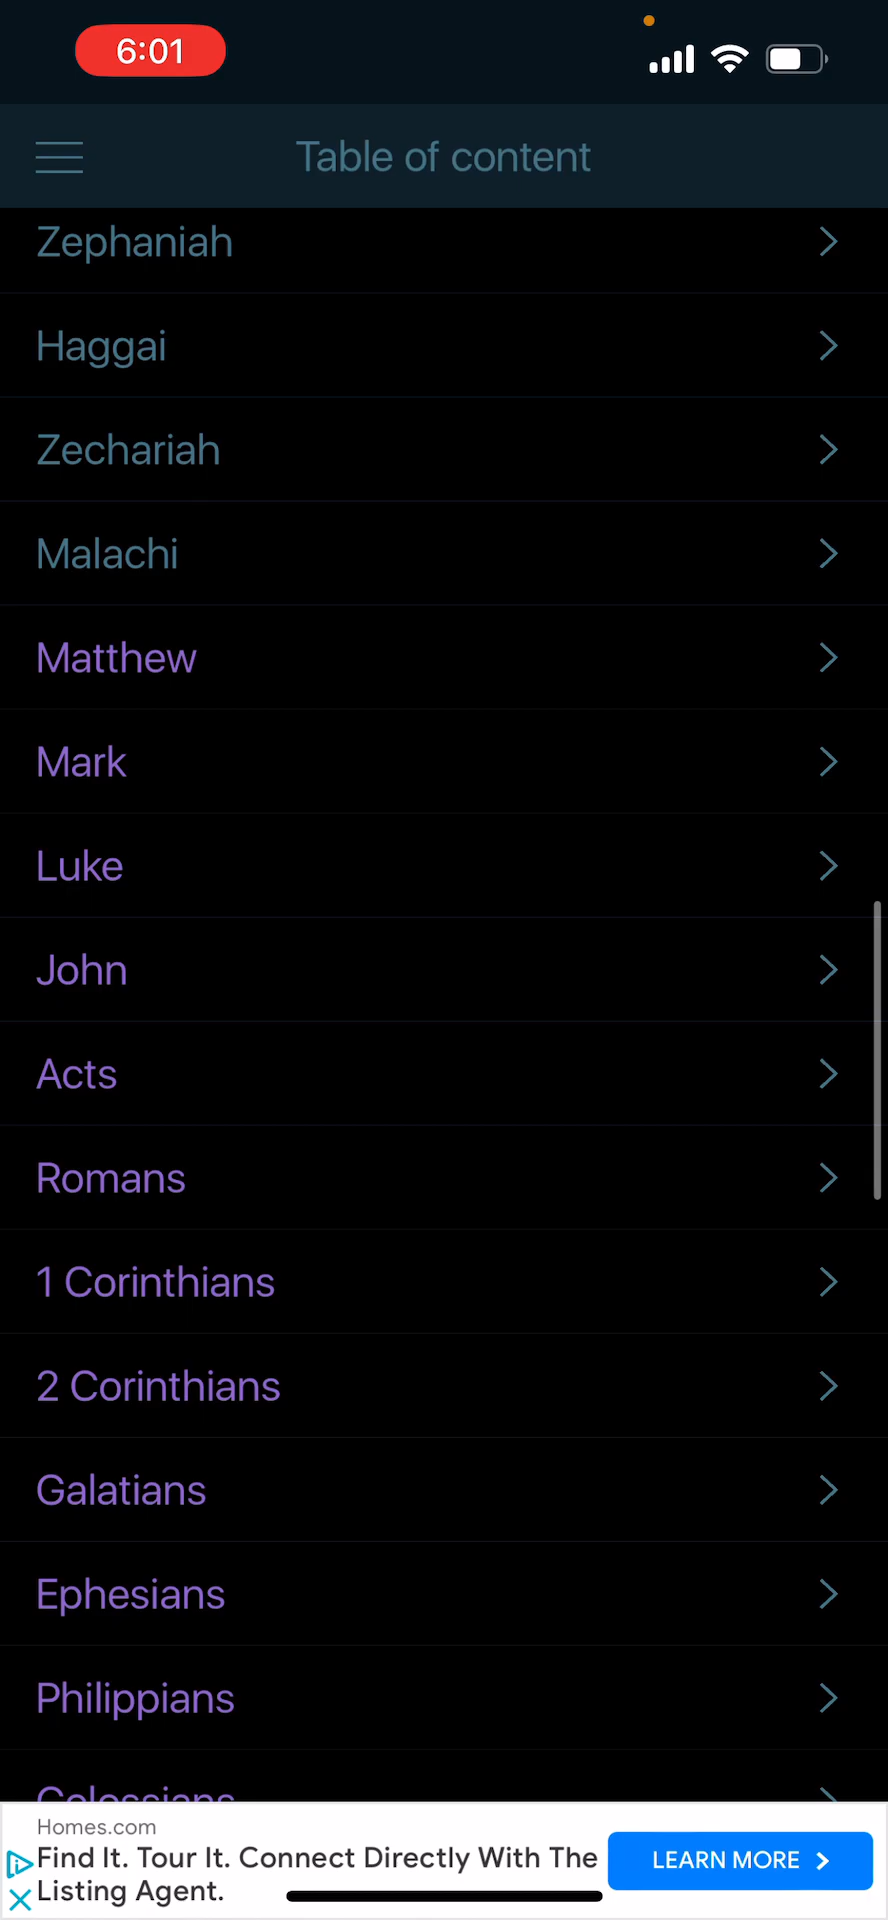 6:01
Table of content
Zephaniah
Haggai
Zechariah
Malachi
Matthew
Mark
Luke
John
Acts
Romans
1 Corinthians
2 Corinthians
Galatians
Ephesians
Philippians
Colossians
Homes.com
Find It. Tour It. Connect Directly With The
Listing Agent.
LEARN MORE